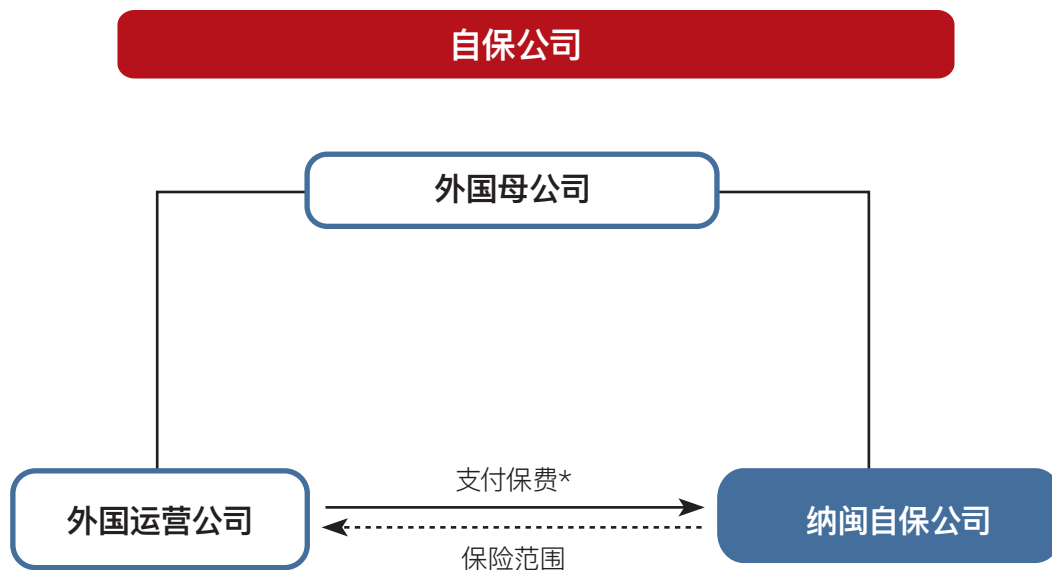 自保公司
外国母公司
支付保费*
外国运营公司
纳闽自保公司
保险范围